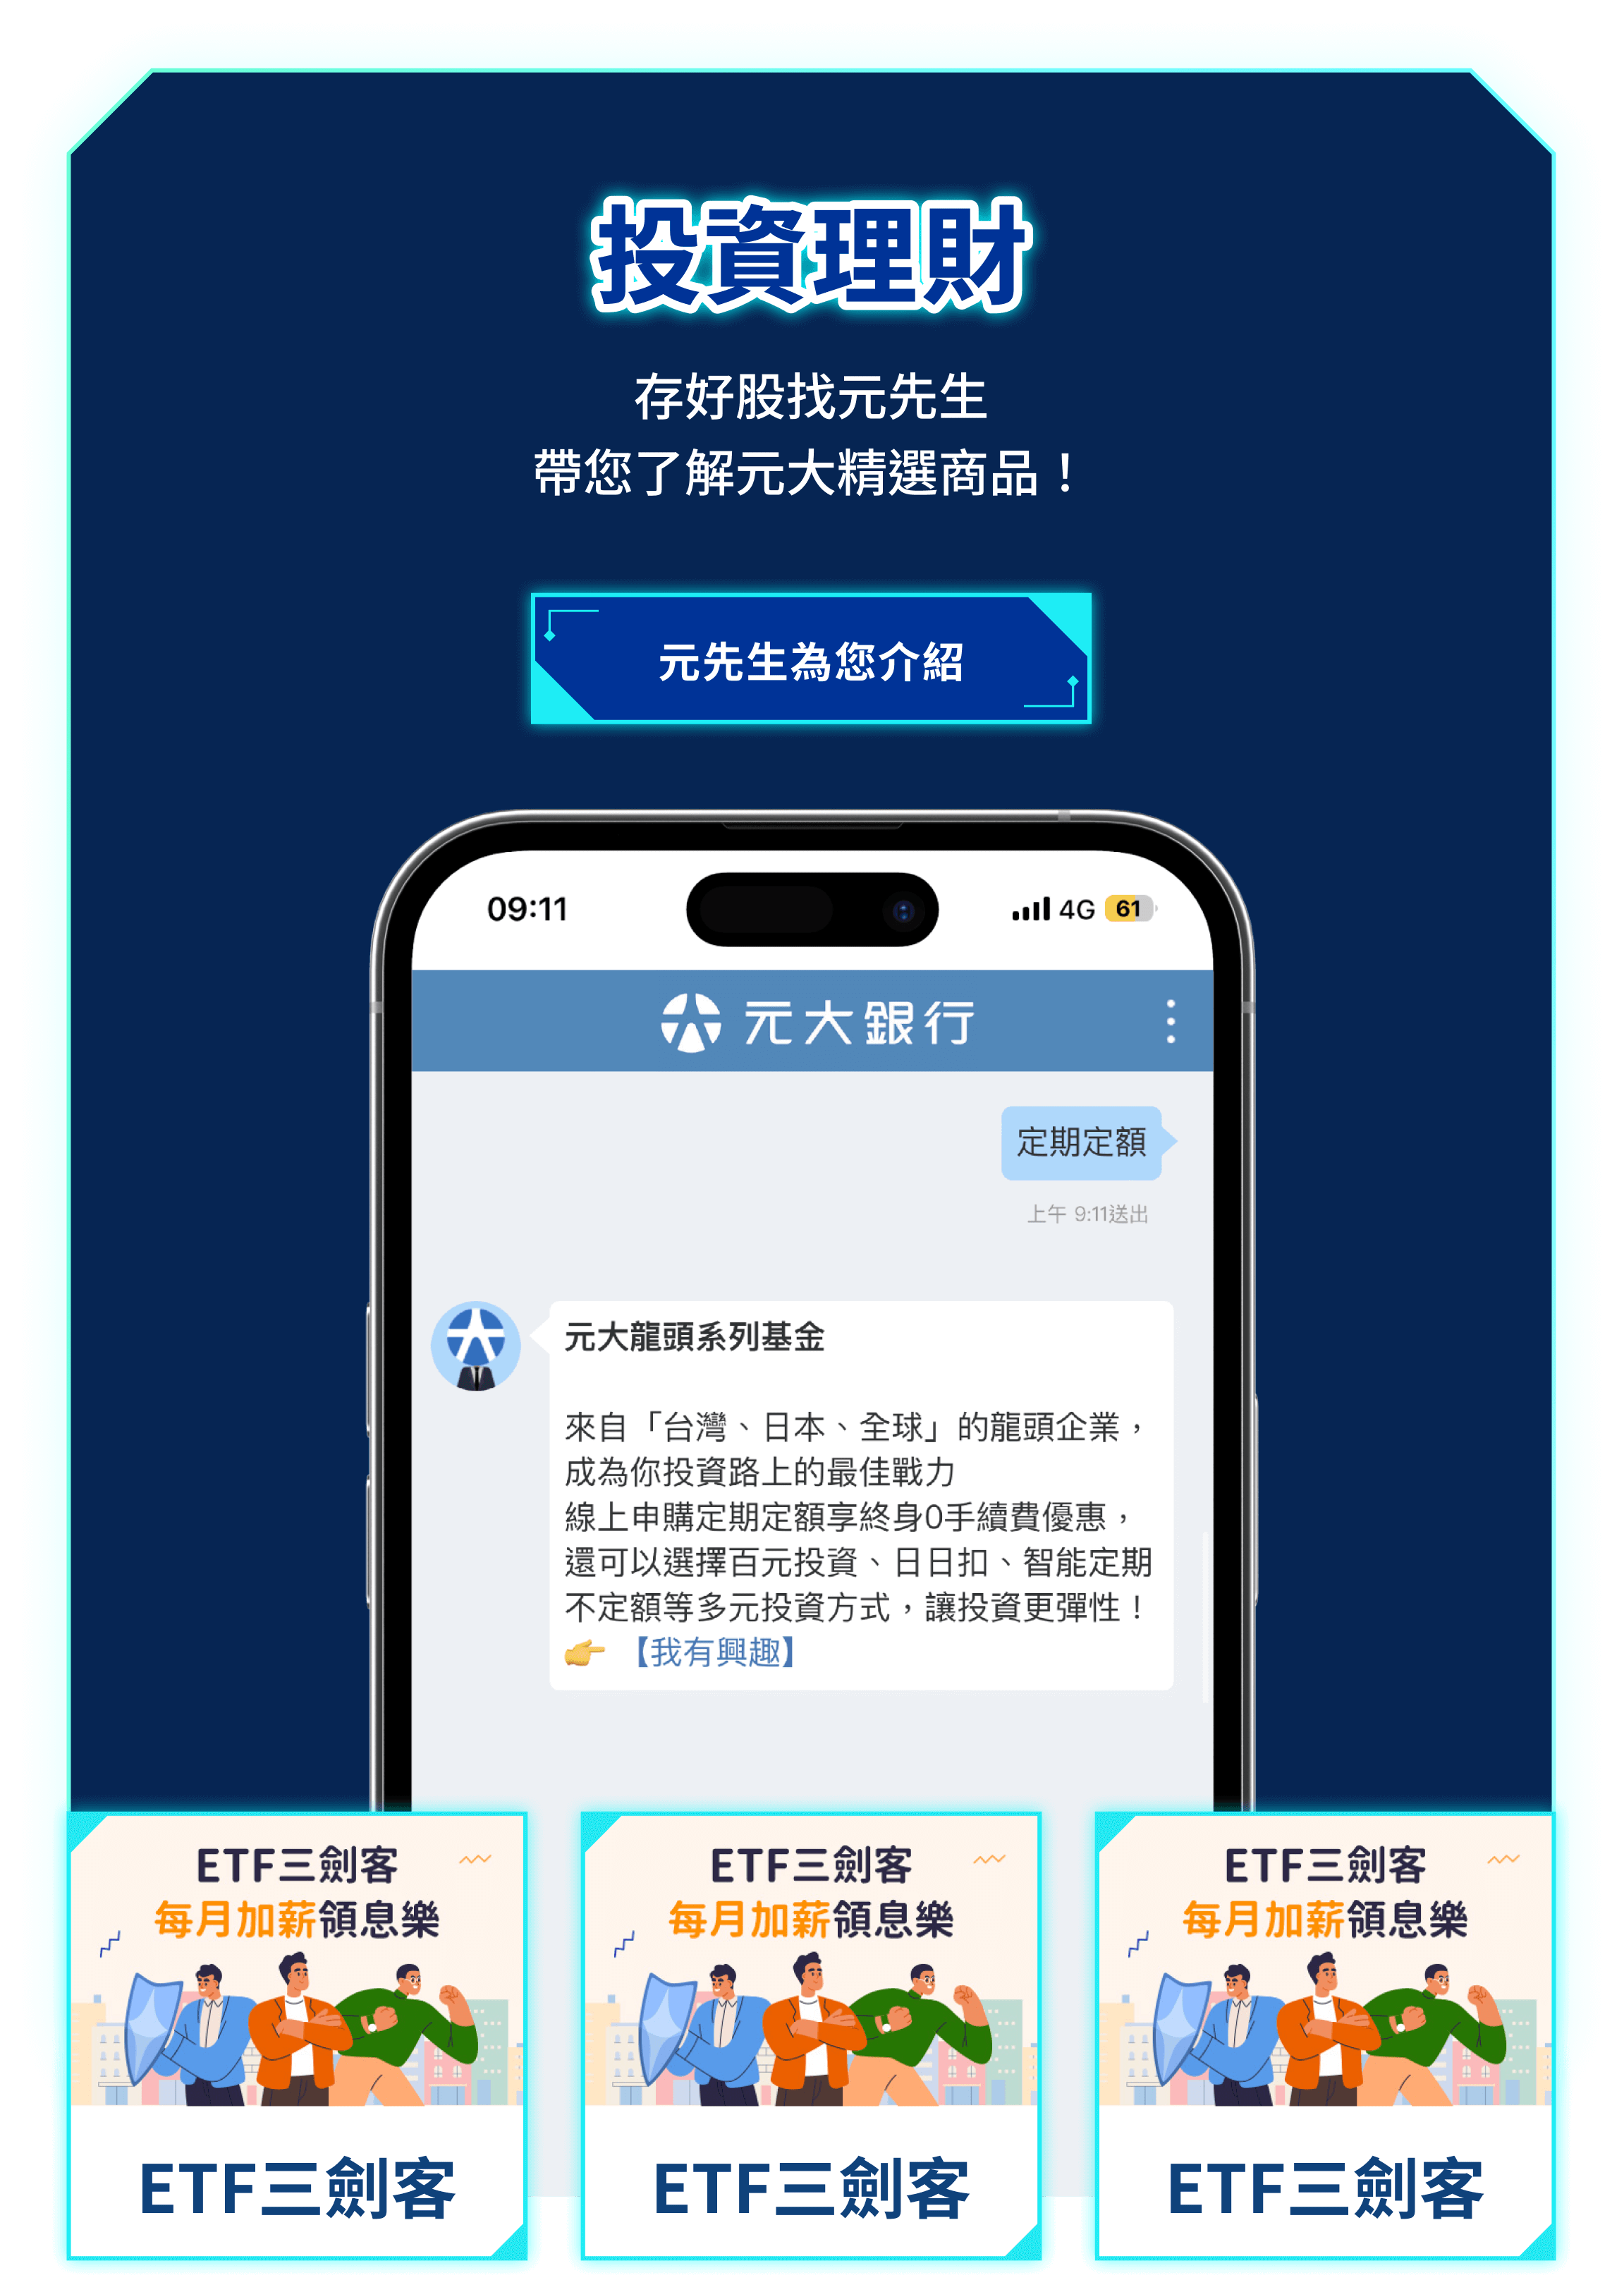 投資理財
存好股找元先生
帶您了解元大精選商品！
元先生為您介紹
09:11
4G 61
元大銀行
定期定額
上午 9:11送出
元大龍頭系列基金
來自「台灣、日本、全球」的龍頭企業，
成為你投資路上的最佳戰力
線上申購定期定額享終身0手續費優惠，
還可以選擇百元投資、日日扣、智能定期
不定額等多元投資方式，讓投資更彈性！
👉 【我有興趣】
ETF三劍客
每月加薪領息樂
ETF三劍客
ETF三劍客
每月加薪領息樂
ETF三劍客
ETF三劍客
每月加薪領息樂
ETF三劍客